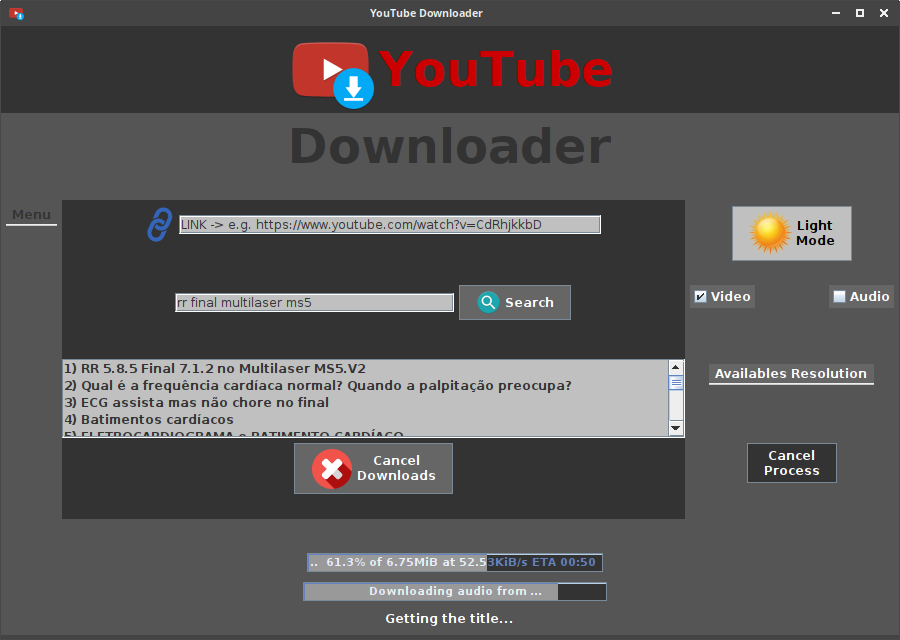 YouTube Downloader
YouTube
Downloader
Menu
LINK -> e.g. https://www.youtube.com/watch?v=CdRhjkkbD
Light
Mode
rr final multilaser ms5
Search
Video
Audio
1) RR 5.8.5 Final 7.1.2 no Multilaser MS5.V2
2) Qual é a frequência cardíaca normal? Quando a palpitação preocupa?
3) ECG assista mas não chore no final
4) Batimentos cardíacos
5) ELETROCARDIOGRAMA e BATIMENTO CARDÍACO
Availables Resolution
Cancel
Downloads
Cancel
Process
.. 61.3% of 6.75MiB at 52.53KiB/s ETA 00:50
Downloading audio from ...
Getting the title...